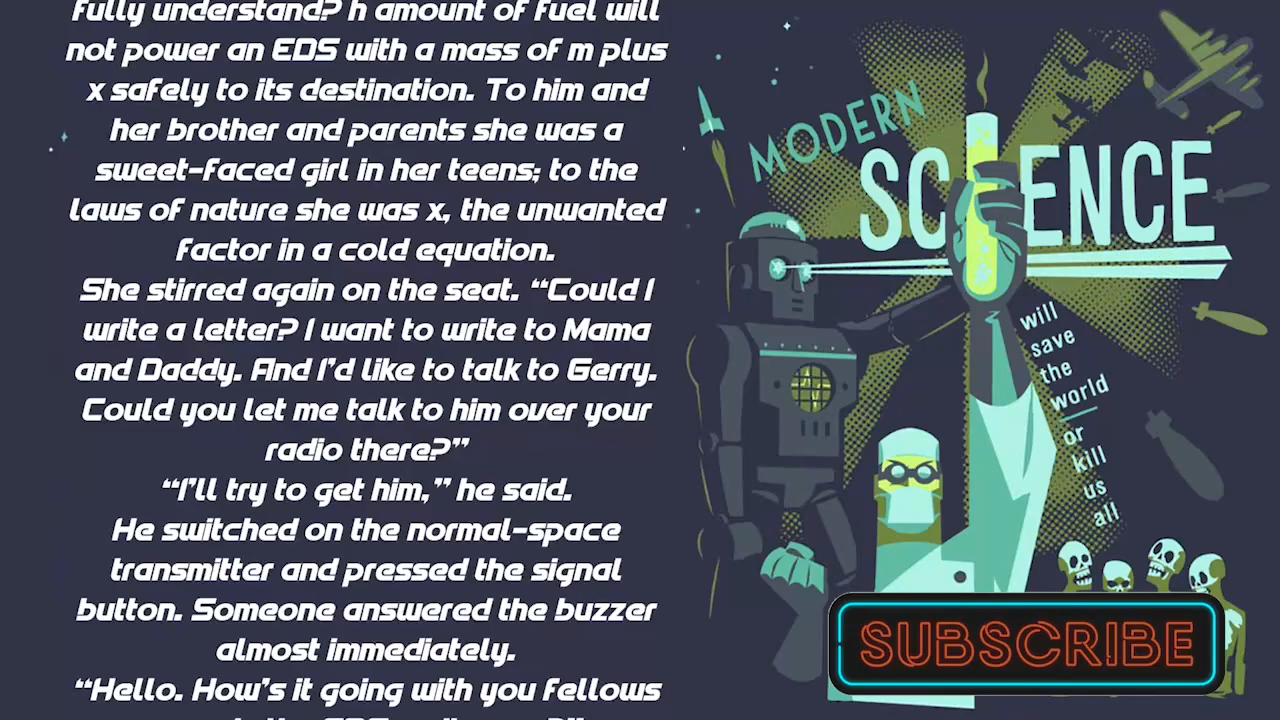 fully understand? h amount of fuel will
not power an EDS with a mass of m plus
x safely to its destination. To him and
her brother and parents she was a
sweet-faced girl in her teens; to the
laws of nature she was x, the unwanted
factor in a cold equation.
She stirred again on the seat. “Could I
write a letter? I want to write to Mama
and Daddy. And I’d like to talk to Gerry.
Could you let me talk to him over your
radio there?”
“I’ll try to get him,” he said.
He switched on the normal-space
transmitter and pressed the signal
button. Someone answered the buzzer
almost immediately.
“Hello. How’s it going with you fellows
MODERN
SCIENCE
will
save
the
world
or
kill
us
all
SUBSCRIBE